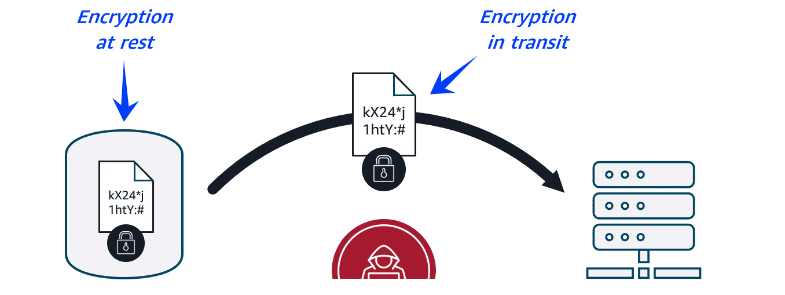 Encryption
at rest
Encryption
in transit
kX24*j
1htY:#
kX24*j
1htY:#